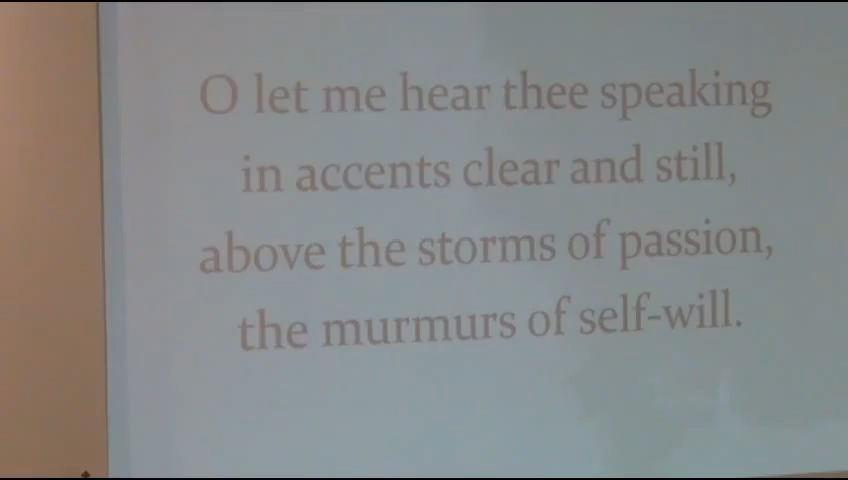 O let me hear thee speaking
in accents clear and still,
above the storms of passion,
the murmurs of self-will.